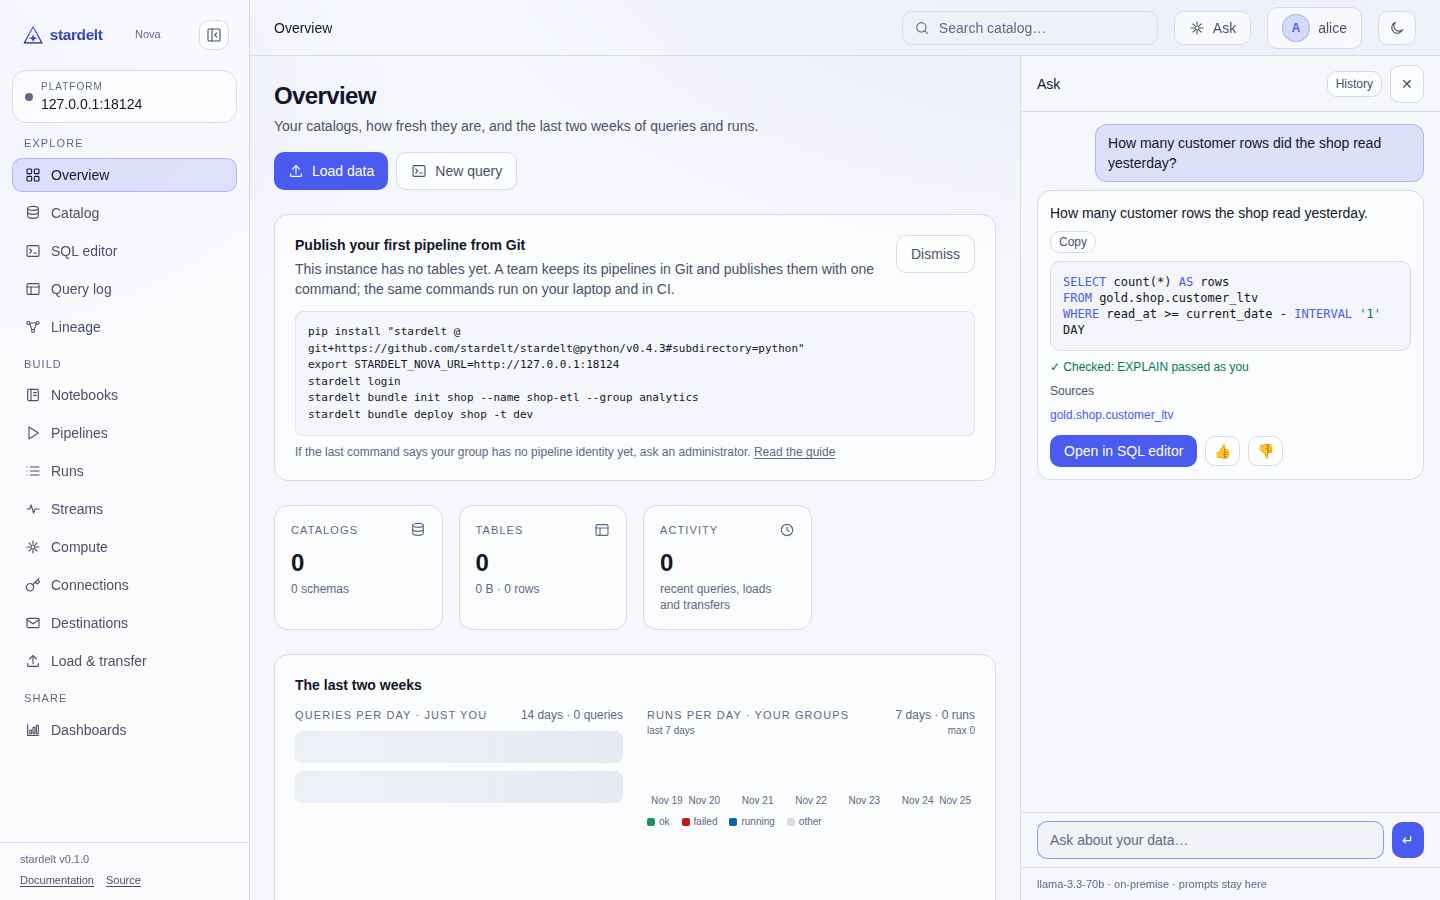 stardelt
Nova
PLATFORM
127.0.0.1:18124
EXPLORE
Overview
Catalog
SQL editor
Query log
Lineage
BUILD
Notebooks
Pipelines
Runs
Streams
Compute
Connections
Destinations
Load & transfer
SHARE
Dashboards
stardelt v0.1.0
Documentation Source
Overview
Search catalog…
Ask
A alice
Overview
Your catalogs, how fresh they are, and the last two weeks of queries and runs.
Load data
New query
Publish your first pipeline from Git
Dismiss
This instance has no tables yet. A team keeps its pipelines in Git and publishes them with one
command; the same commands run on your laptop and in CI.
pip install "stardelt @
git+https://github.com/stardelt/stardelt@python/v0.4.3#subdirectory=python"
export STARDELT_NOVA_URL=http://127.0.0.1:18124
stardelt login
stardelt bundle init shop --name shop-etl --group analytics
stardelt bundle deploy shop -t dev
If the last command says your group has no pipeline identity yet, ask an administrator. Read the guide
CATALOGS
0
0 schemas
TABLES
0
0 B · 0 rows
ACTIVITY
0
recent queries, loads
and transfers
The last two weeks
QUERIES PER DAY · JUST YOU
14 days · 0 queries
RUNS PER DAY · YOUR GROUPS
7 days · 0 runs
last 7 days
max 0
Nov 19 Nov 20 Nov 21 Nov 22 Nov 23 Nov 24 Nov 25
ok failed running other
Ask
History
✕
How many customer rows did the shop read
yesterday?
How many customer rows the shop read yesterday.
Copy
SELECT count(*) AS rows
FROM gold.shop.customer_ltv
WHERE read_at >= current_date - INTERVAL '1'
DAY
✓ Checked: EXPLAIN passed as you
Sources
gold.shop.customer_ltv
Open in SQL editor
👍 👎
Ask about your data…
↵
llama-3.3-70b · on-premise · prompts stay here